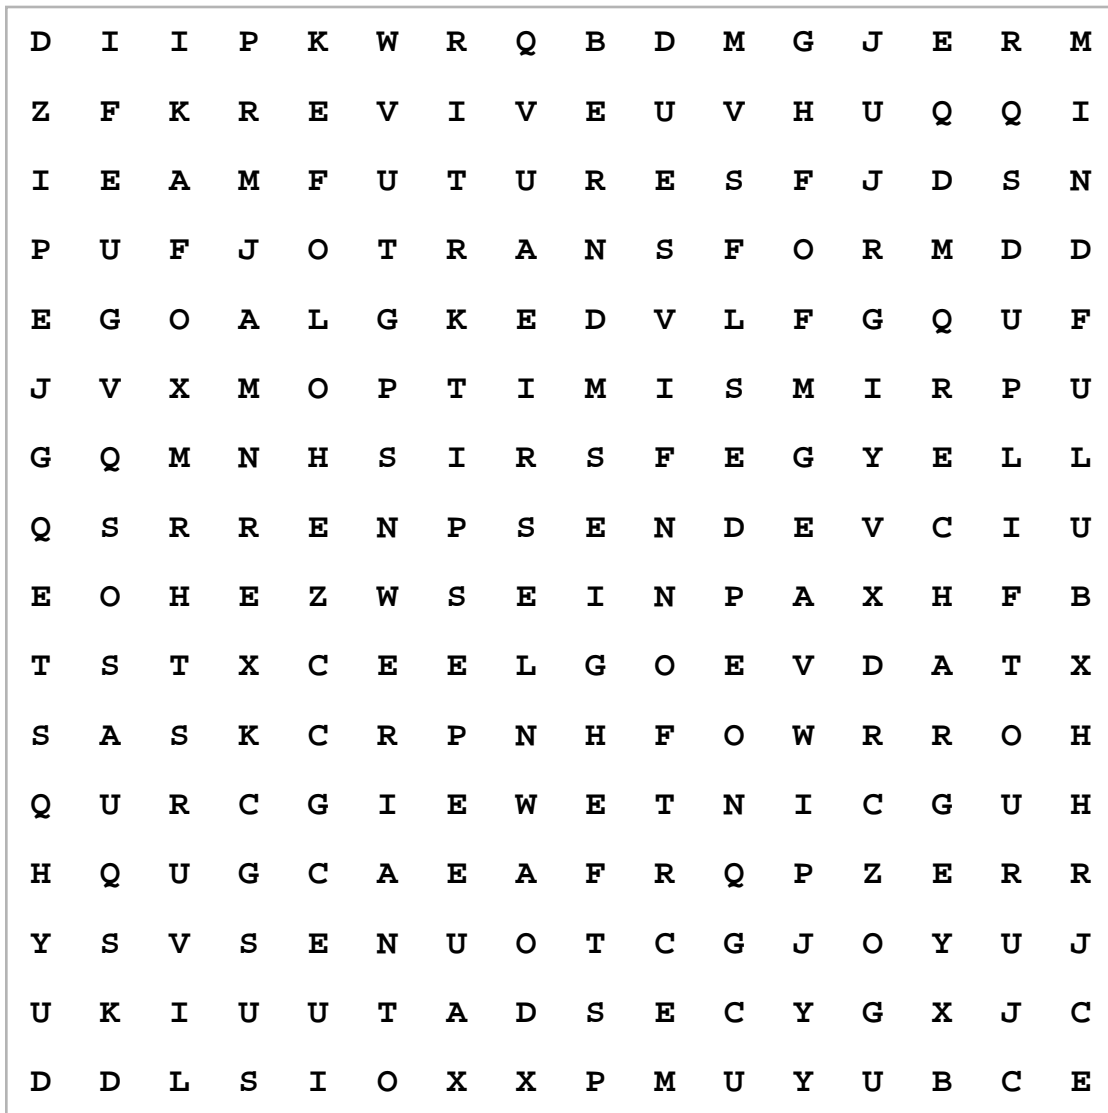 D I I P K W R Q B D M G J E R M
Z F K R E V I V E U V H U Q Q I
I E A M F U T U R E S F J D S N
P U F J O T R A N S F O R M D D
E G O A L G K E D V L F G Q U F
J V X M O P T I M I S M I R P U
G Q M N H S I R S F E G Y E L L
Q S R R E N P S E N D E V C I U
E O H E Z W S E I N P A X H F B
T S T X C E E L G O E V D A T X
S A S K C R P N H F O W R R O H
Q U R C G I E W E T N I C G U H
H Q U G C A E A F R Q P Z E R R
Y S V S E N U O T C G J O Y U J
U K I U U T A D S E C Y G X J C
D D L S I O X X P M U Y U B C E